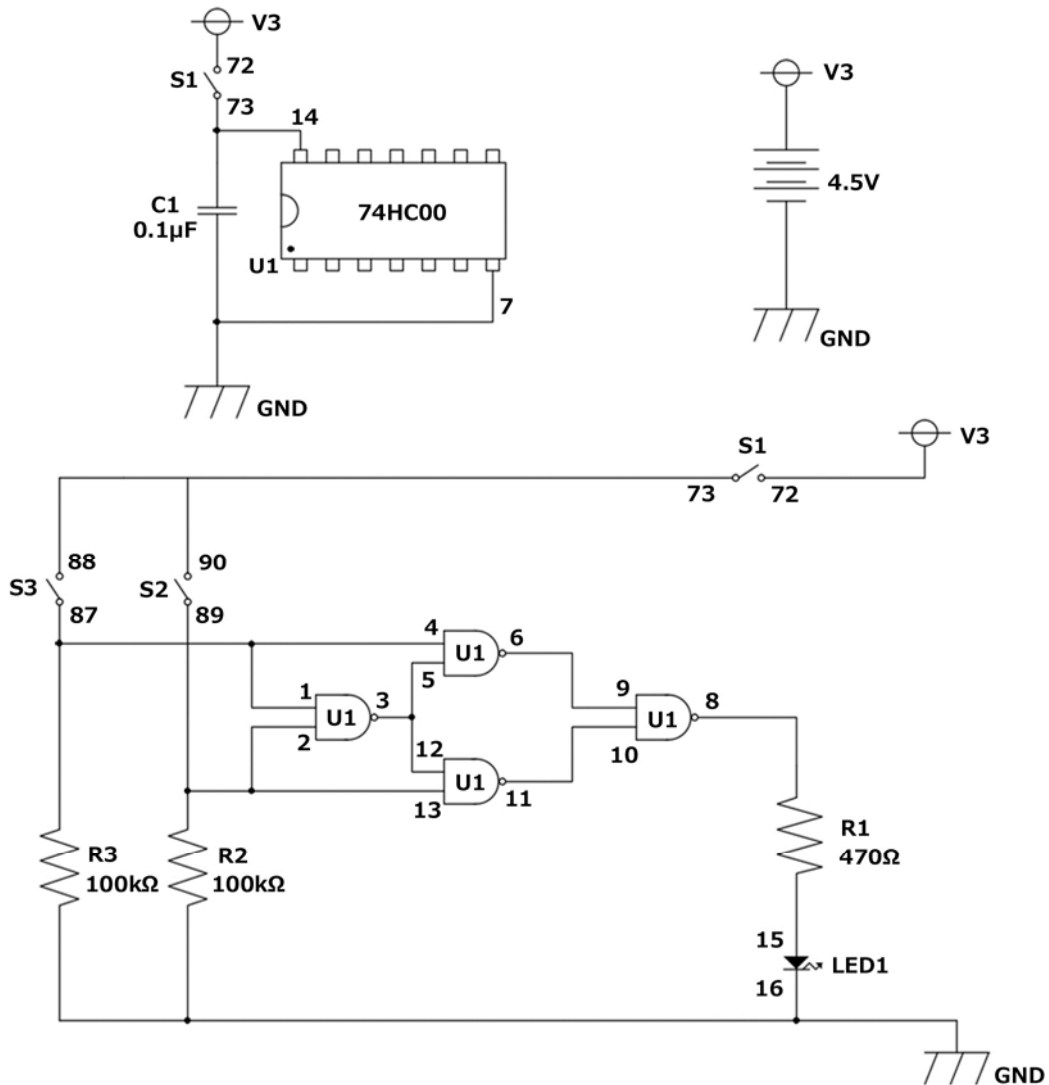 V3
72
S1
73
14
C1
0.1µF
74HC00
U1
7
GND
V3
4.5V
GND
S1
V3
73
72
88
90
S3
S2
87
89
4
U1
6
5
1
U1
3
2
12
U1
13
11
9
U1
8
10
R3
100kΩ
R2
100kΩ
R1
470Ω
15
LED1
16
GND